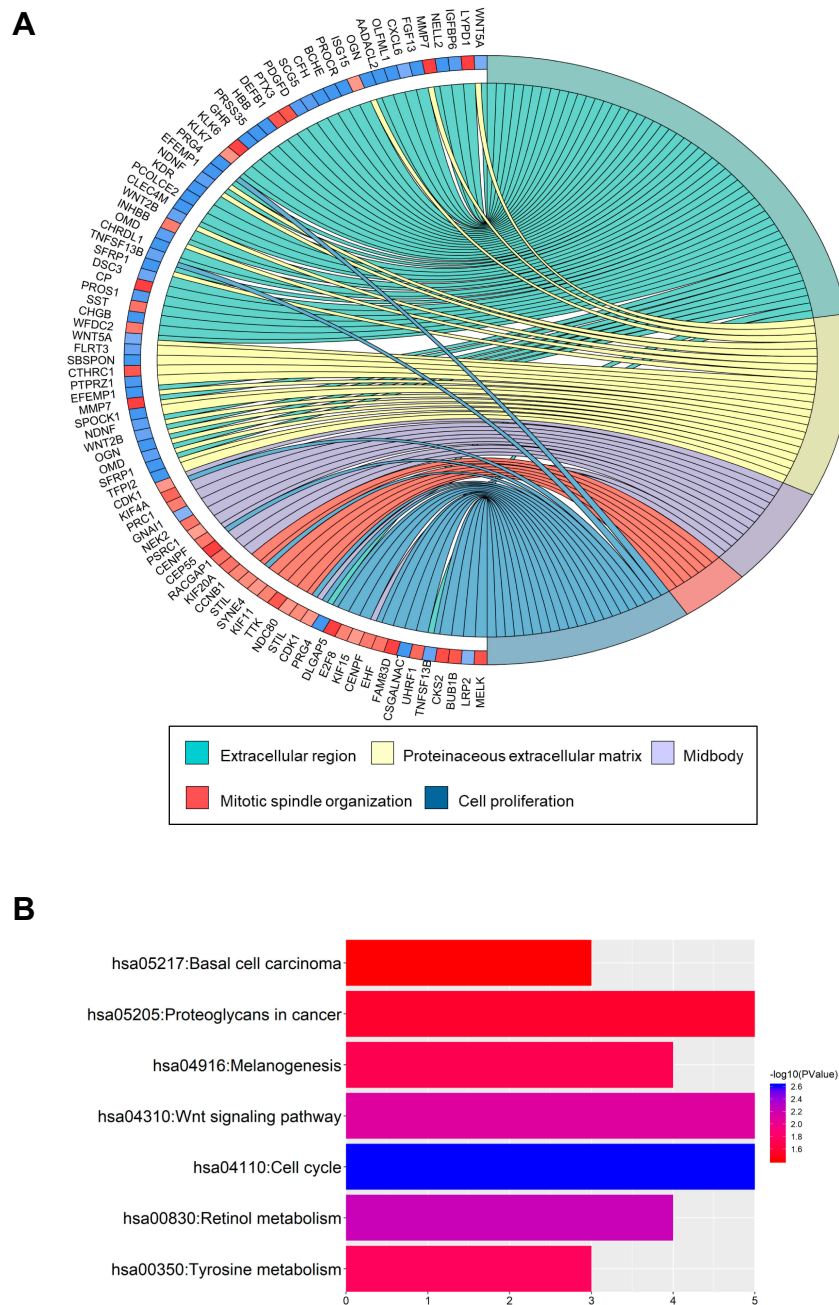 A
WNT5A
LYPD1
IGFBP6
NELL2
MMP7
FGF13
CXCL6
OLFML1
AADACL2
OGN
ISG15
PROCR
BCHE
CFH
SCG5
PDGFD
PTX3
DEFB1
HBB
PRSS35
GHR
KLK6
KLK7
PRG4
EFEMP1
NDNF
KDR
PCOLCE2
CLEC4M
WNT2B
INHBB
OMD
CHRDL1
TNFSF13B
SFRP1
DSC3
CP
PROS1
SST
CHGB
WFDC2
WNT5A
FLRT3
SBSPON
CTHRC1
PTPRZ1
EFEMP1
MMP7
SPOCK1
NDNF
WNT2B
OGN
OMD
SFRP1
TFPI2
CDK1
KIF4A
PRC1
GNAI1
NEK2
PSRC1
CENPF
CEP55
RACGAP1
KIF20A
CCNB1
STIL
SYNE4
KIF11
TTK
NDC80
STIL
CDK1
PRG4
DLGAP5
E2F8
KIF15
CENPF
EHF
FAM83D
CSGALNAC
UHRF1
TNFSF13B
CKS2
BUB1B
LRP2
MELK
Extracellular region Proteinaceous extracellular matrix Midbody
Mitotic spindle organization Cell proliferation
B
hsa05217:Basal cell carcinoma
hsa05205:Proteoglycans in cancer
hsa04916:Melanogenesis
hsa04310:Wnt signaling pathway
hsa04110:Cell cycle
hsa00830:Retinol metabolism
hsa00350:Tyrosine metabolism
0 1 2 3 4 5
-log10(PValue)
2.6
2.4
2.2
2.0
1.8
1.6